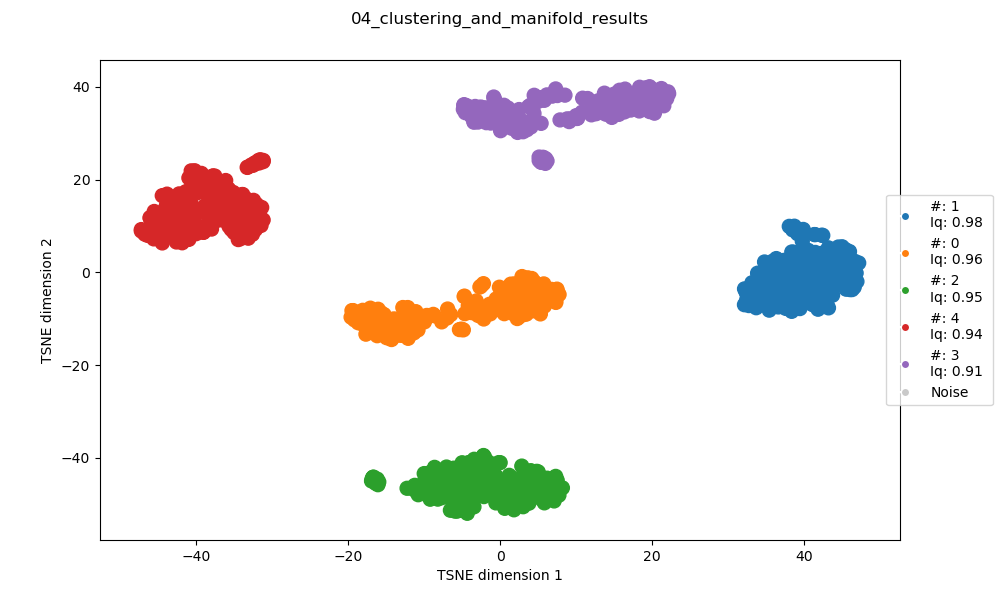 04_clustering_and_manifold_results
40
20
0
−20
−40
TSNE dimension 2
−40
−20
0
20
40
TSNE dimension 1
#: 1
Iq: 0.98
#: 0
Iq: 0.96
#: 2
Iq: 0.95
#: 4
Iq: 0.94
#: 3
Iq: 0.91
Noise